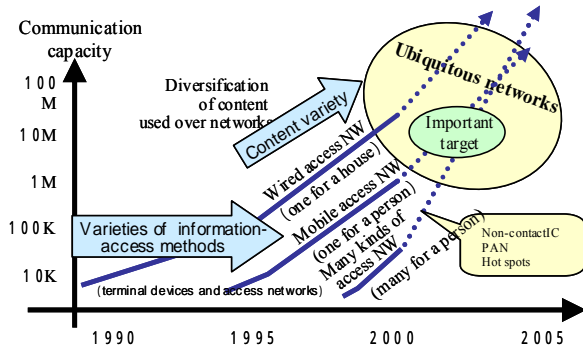 Communication
capacity
100
M
10M
1M
100K
10K
Diversification
of content
used over networks
Content variety
Ubiquitous networks
Important
target
Wired access NW
(one for a house)
Mobile access NW
(one for a person)
Many kinds of
access NW
(many for a person)
Varieties of information-
access methods
(terminal devices and access networks)
Non-contactIC
PAN
Hot spots
1990
1995
2000
2005